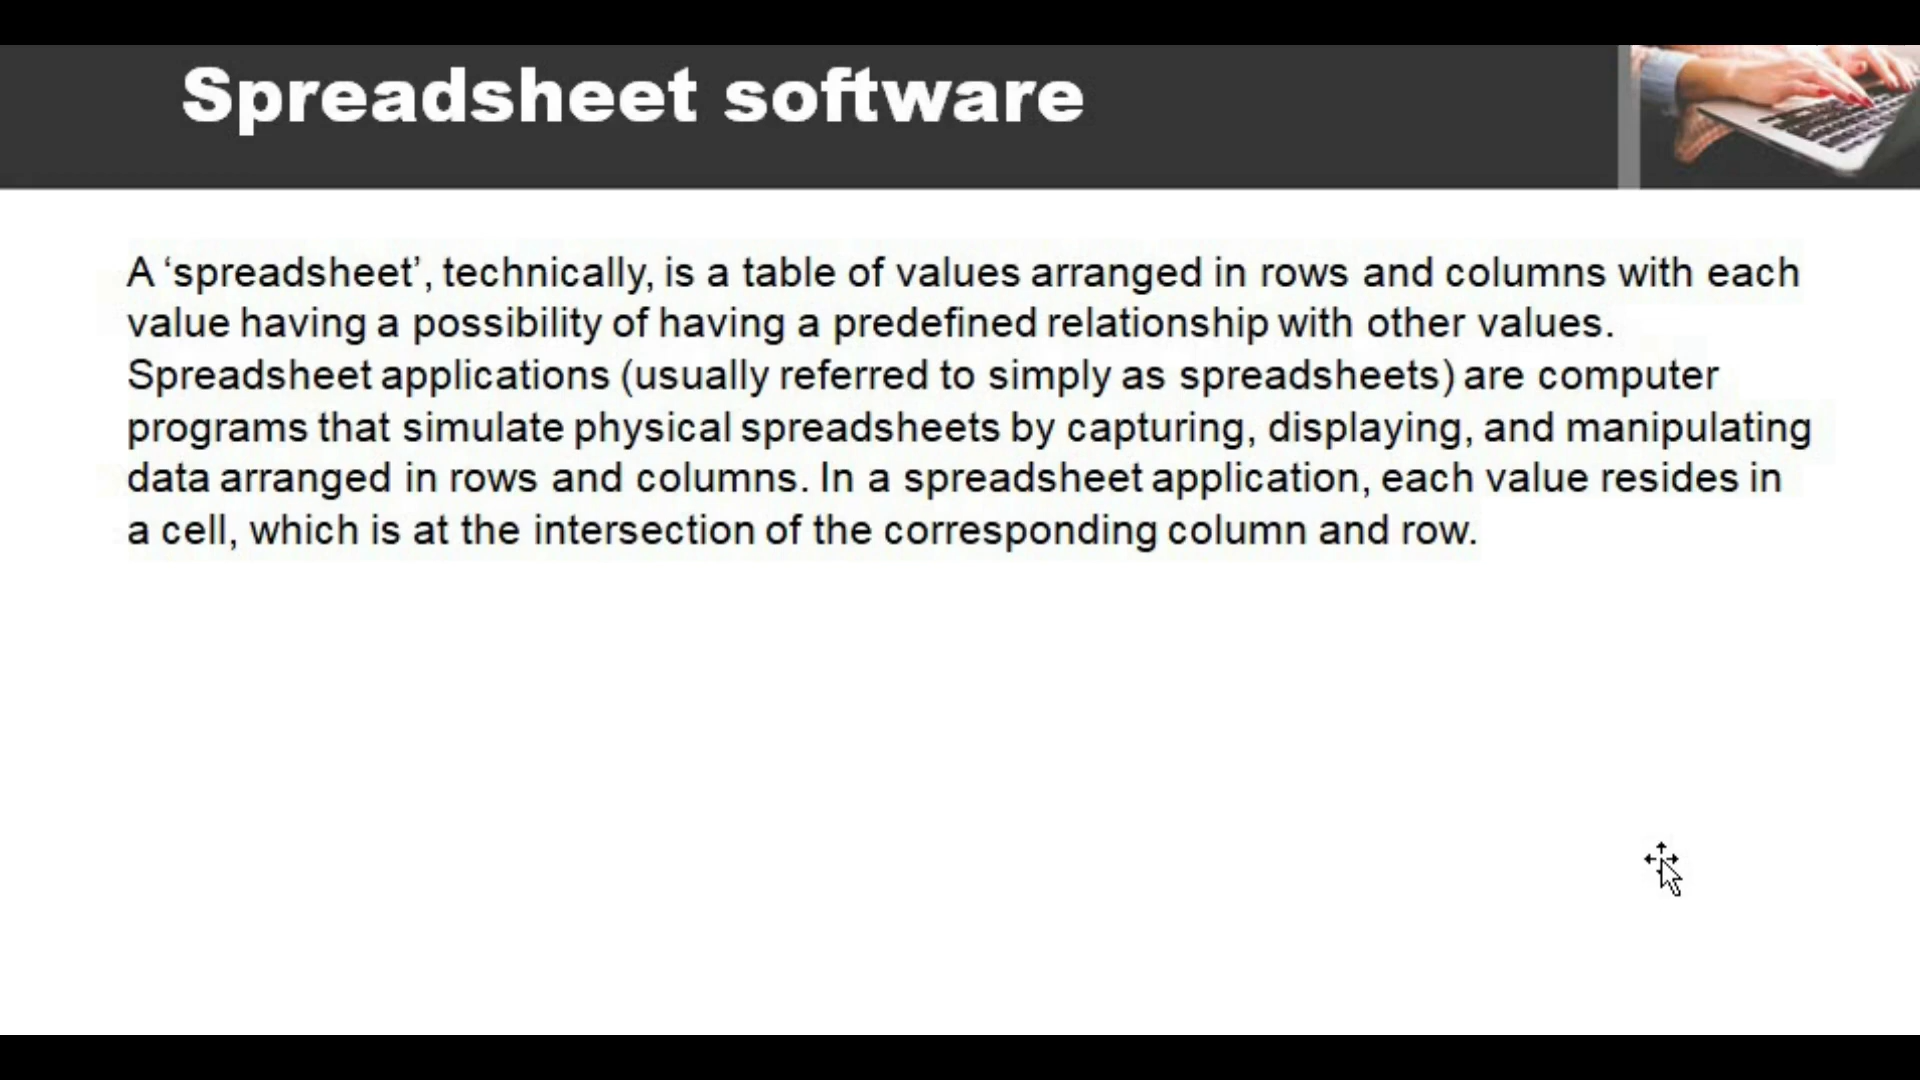 Spreadsheet software
A ‘spreadsheet’, technically, is a table of values arranged in rows and columns with each
value having a possibility of having a predefined relationship with other values.
Spreadsheet applications (usually referred to simply as spreadsheets) are computer
programs that simulate physical spreadsheets by capturing, displaying, and manipulating
data arranged in rows and columns. In a spreadsheet application, each value resides in
a cell, which is at the intersection of the corresponding column and row.